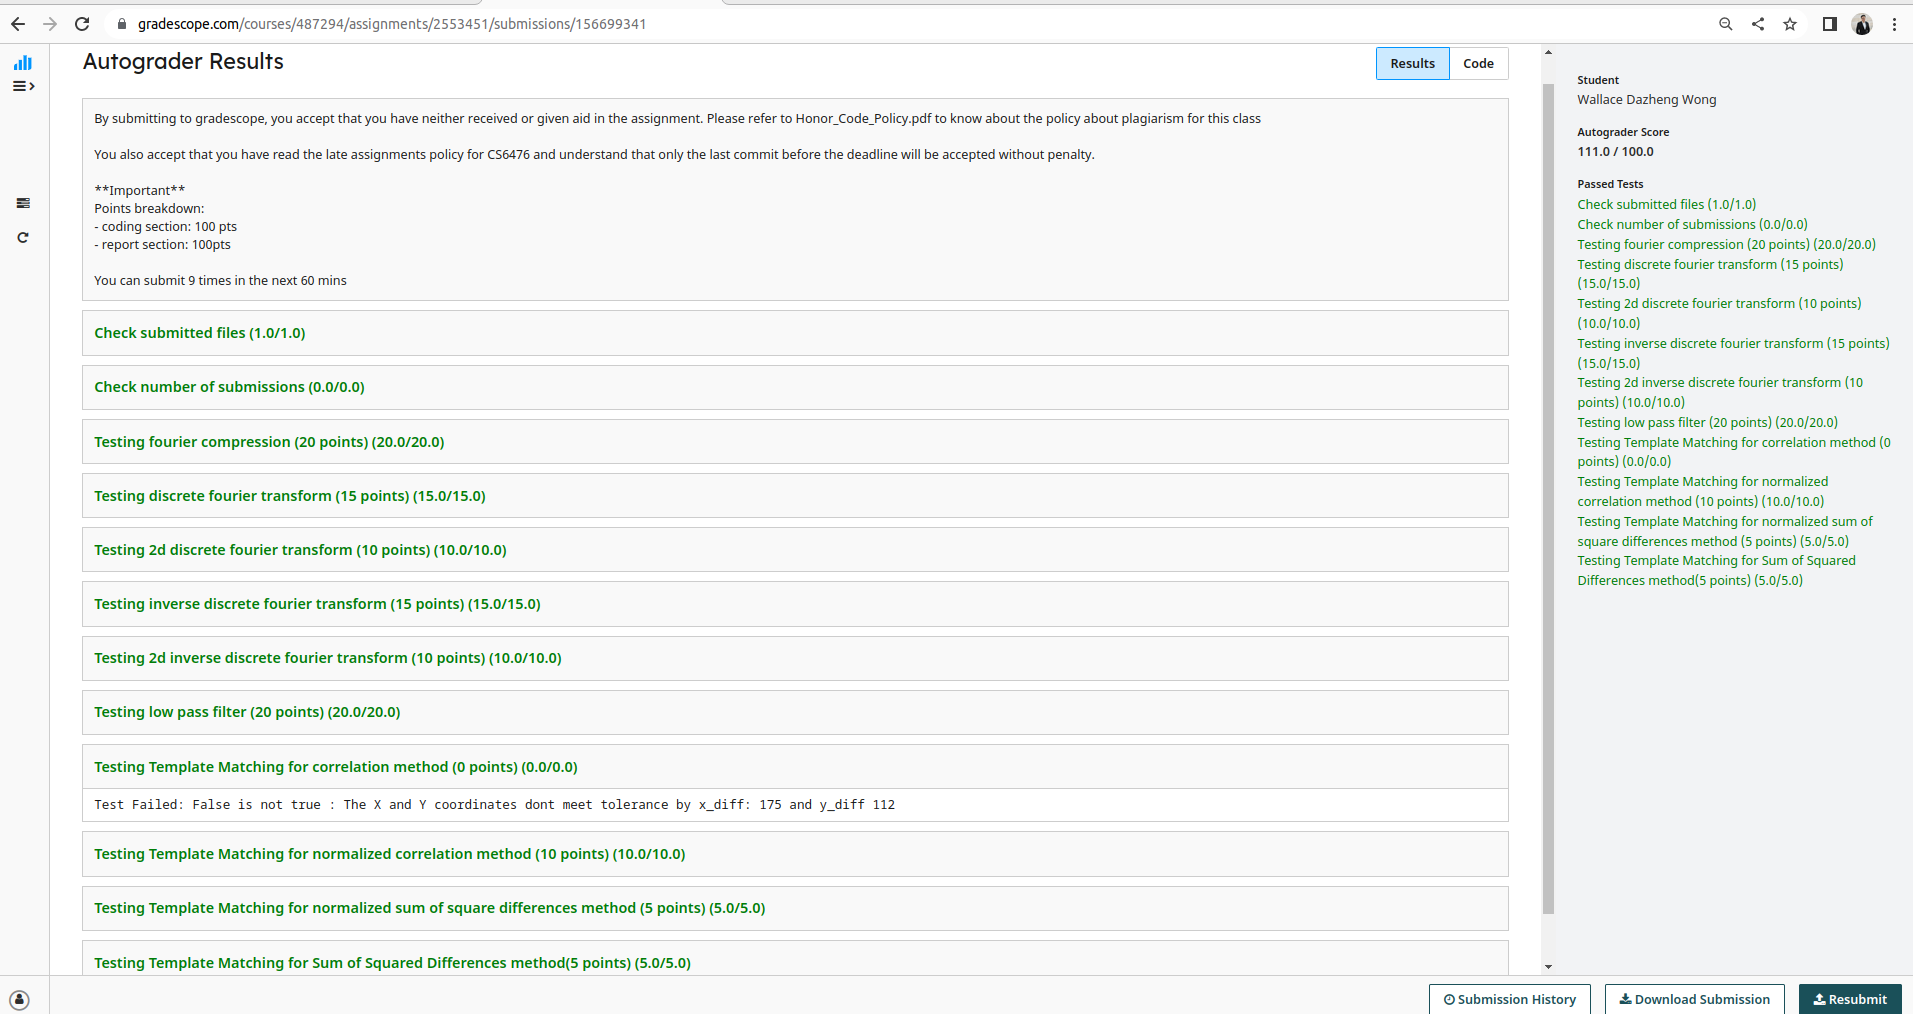 gradescope.com/courses/487294/assignments/2553451/submissions/156699341
Autograder Results
Results
Code
By submitting to gradescope, you accept that you have neither received or given aid in the assignment. Please refer to Honor_Code_Policy.pdf to know about the policy about plagiarism for this class
You also accept that you have read the late assignments policy for CS6476 and understand that only the last commit before the deadline will be accepted without penalty.
**Important**
Points breakdown:
- coding section: 100 pts
- report section: 100pts
You can submit 9 times in the next 60 mins
Check submitted files (1.0/1.0)
Check number of submissions (0.0/0.0)
Testing fourier compression (20 points) (20.0/20.0)
Testing discrete fourier transform (15 points) (15.0/15.0)
Testing 2d discrete fourier transform (10 points) (10.0/10.0)
Testing inverse discrete fourier transform (15 points) (15.0/15.0)
Testing 2d inverse discrete fourier transform (10 points) (10.0/10.0)
Testing low pass filter (20 points) (20.0/20.0)
Testing Template Matching for correlation method (0 points) (0.0/0.0)
Test Failed: False is not true : The X and Y coordinates dont meet tolerance by x_diff: 175 and y_diff 112
Testing Template Matching for normalized correlation method (10 points) (10.0/10.0)
Testing Template Matching for normalized sum of square differences method (5 points) (5.0/5.0)
Testing Template Matching for Sum of Squared Differences method(5 points) (5.0/5.0)
Student
Wallace Dazheng Wong
Autograder Score
111.0 / 100.0
Passed Tests
Check submitted files (1.0/1.0)
Check number of submissions (0.0/0.0)
Testing fourier compression (20 points) (20.0/20.0)
Testing discrete fourier transform (15 points)
(15.0/15.0)
Testing 2d discrete fourier transform (10 points)
(10.0/10.0)
Testing inverse discrete fourier transform (15 points)
(15.0/15.0)
Testing 2d inverse discrete fourier transform (10
points) (10.0/10.0)
Testing low pass filter (20 points) (20.0/20.0)
Testing Template Matching for correlation method (0
points) (0.0/0.0)
Testing Template Matching for normalized
correlation method (10 points) (10.0/10.0)
Testing Template Matching for normalized sum of
square differences method (5 points) (5.0/5.0)
Testing Template Matching for Sum of Squared
Differences method(5 points) (5.0/5.0)
Submission History
Download Submission
Resubmit